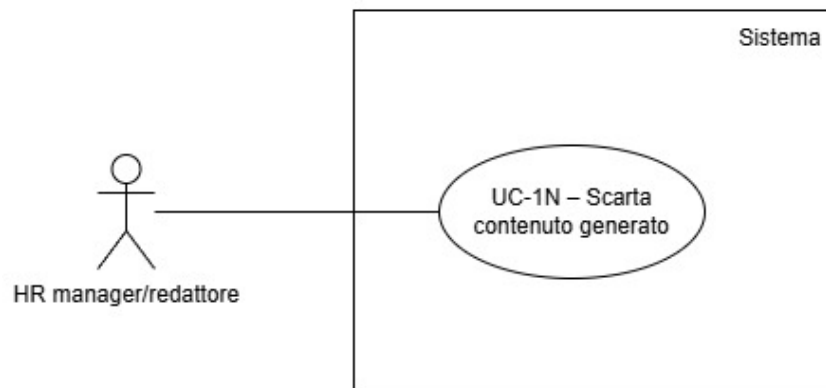 Sistema
UC-1N – Scarta
contenuto generato
HR manager/redattore